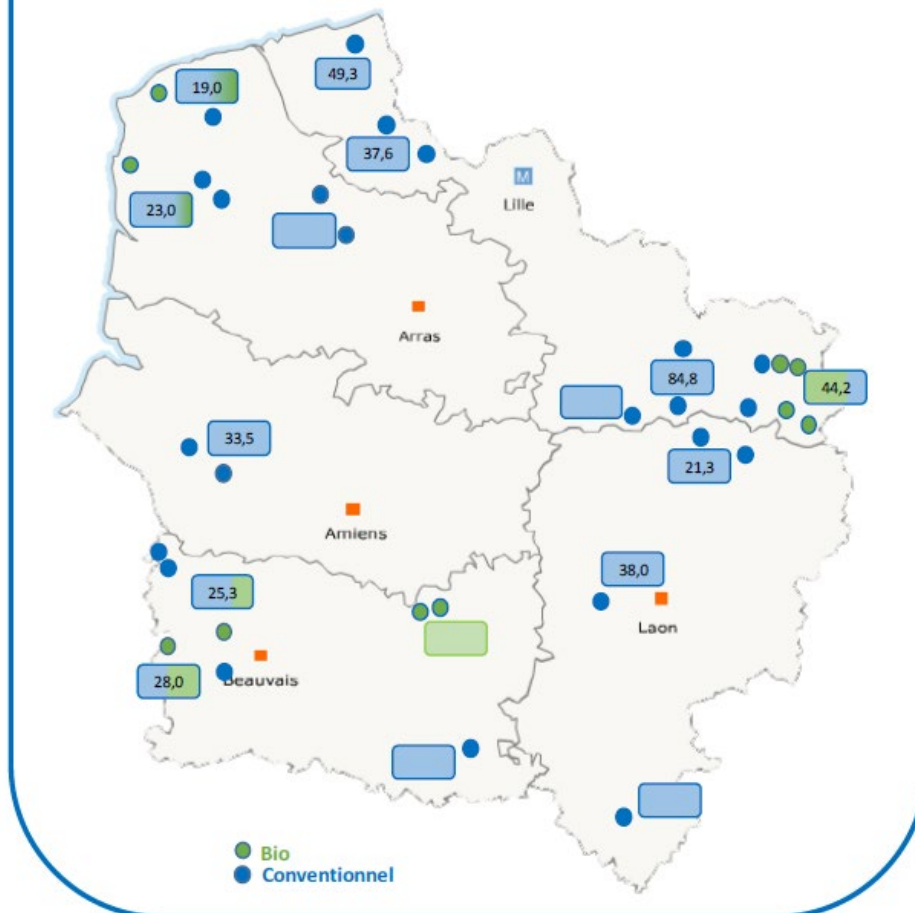 49,3
19,0
37,6
M
Lille
23,0
Arras
84,8
44,2
33,5
21,3
Amiens
38,0
25,3
Laon
Beauvais
28,0
Bio
Conventionnel